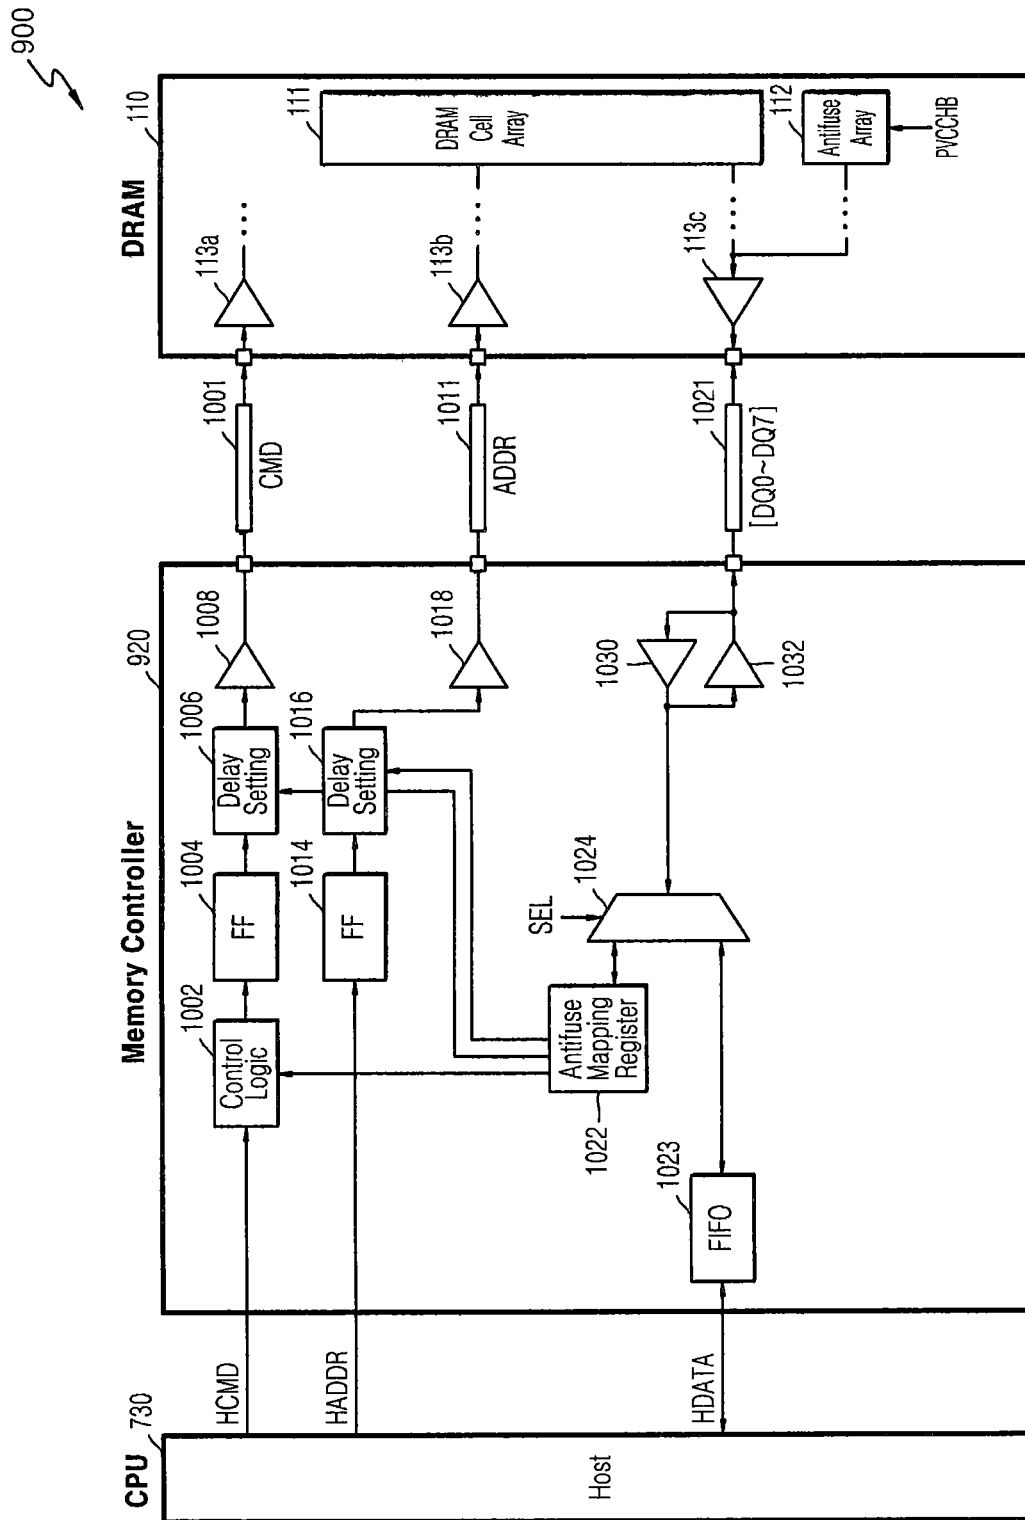 900
CPU
730
Host
HCMD
HADDR
HDATA
Memory Controller
920
1002
Control
Logic
1004
FF
1006
Delay
Setting
1008
1014
FF
1016
Delay
Setting
1018
1022
Antifuse
Mapping
Register
SEL
1024
1023
FIFO
1030
1032
1001
CMD
1011
ADDR
1021
[DQ0~DQ7]
DRAM
110
113a
113b
113c
111
DRAM
Cell
Array
112
Antifuse
Array
PVCCHB